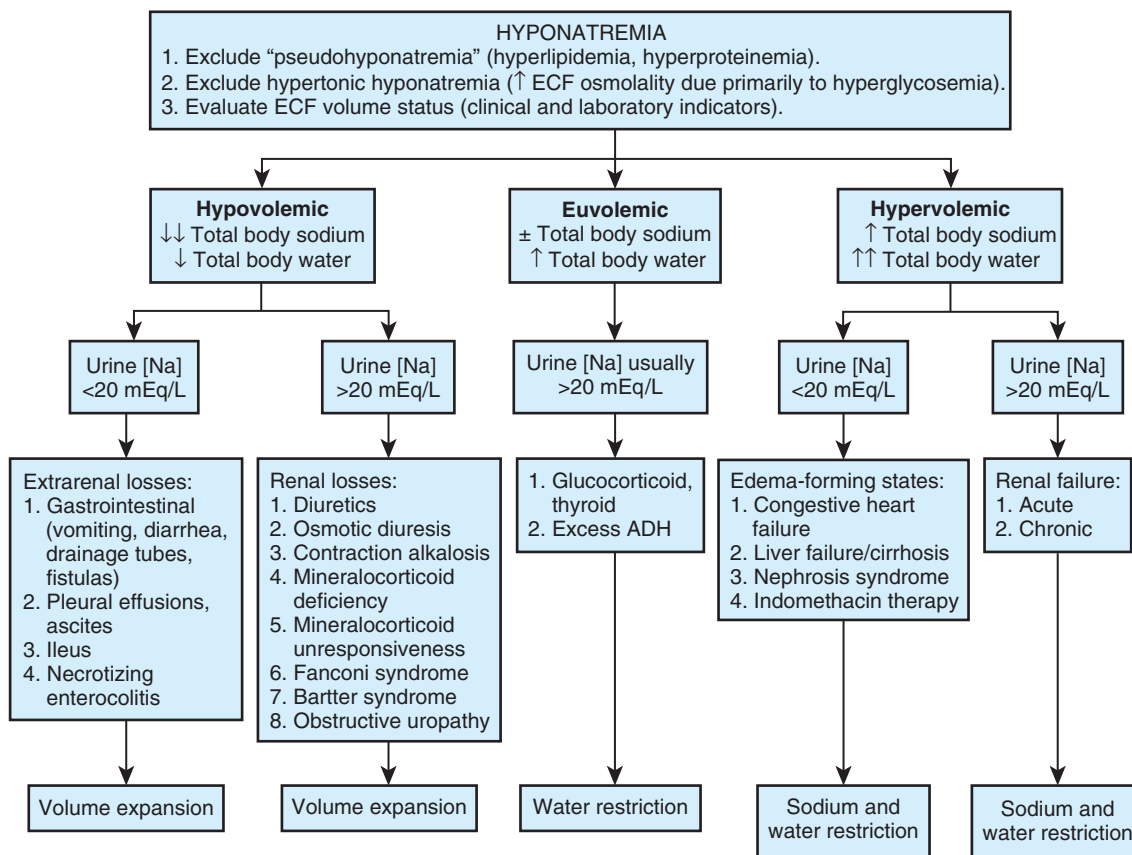 HYPONATREMIA
1. Exclude “pseudohyponatremia” (hyperlipidemia, hyperproteinemia).
2. Exclude hypertonic hyponatremia (↑ ECF osmolality due primarily to hyperglycosemia).
3. Evaluate ECF volume status (clinical and laboratory indicators).
Hypovolemic
↓↓ Total body sodium
↓ Total body water
Euvolemic
± Total body sodium
↑ Total body water
Hypervolemic
↑ Total body sodium
↑↑ Total body water
Urine [Na]
<20 mEq/L
Urine [Na]
>20 mEq/L
Urine [Na] usually
>20 mEq/L
Urine [Na]
<20 mEq/L
Urine [Na]
>20 mEq/L
Extrarenal losses:
1. Gastrointestinal
(vomiting, diarrhea,
drainage tubes,
fistulas)
2. Pleural effusions,
ascites
3. Ileus
4. Necrotizing
enterocolitis
Renal losses:
1. Diuretics
2. Osmotic diuresis
3. Contraction alkalosis
4. Mineralocorticoid
deficiency
5. Mineralocorticoid
unresponsiveness
6. Fanconi syndrome
7. Bartter syndrome
8. Obstructive uropathy
1. Glucocorticoid,
thyroid
2. Excess ADH
Edema-forming states:
1. Congestive heart
failure
2. Liver failure/cirrhosis
3. Nephrosis syndrome
4. Indomethacin therapy
Renal failure:
1. Acute
2. Chronic
Volume expansion
Volume expansion
Water restriction
Sodium and
water restriction
Sodium and
water restriction